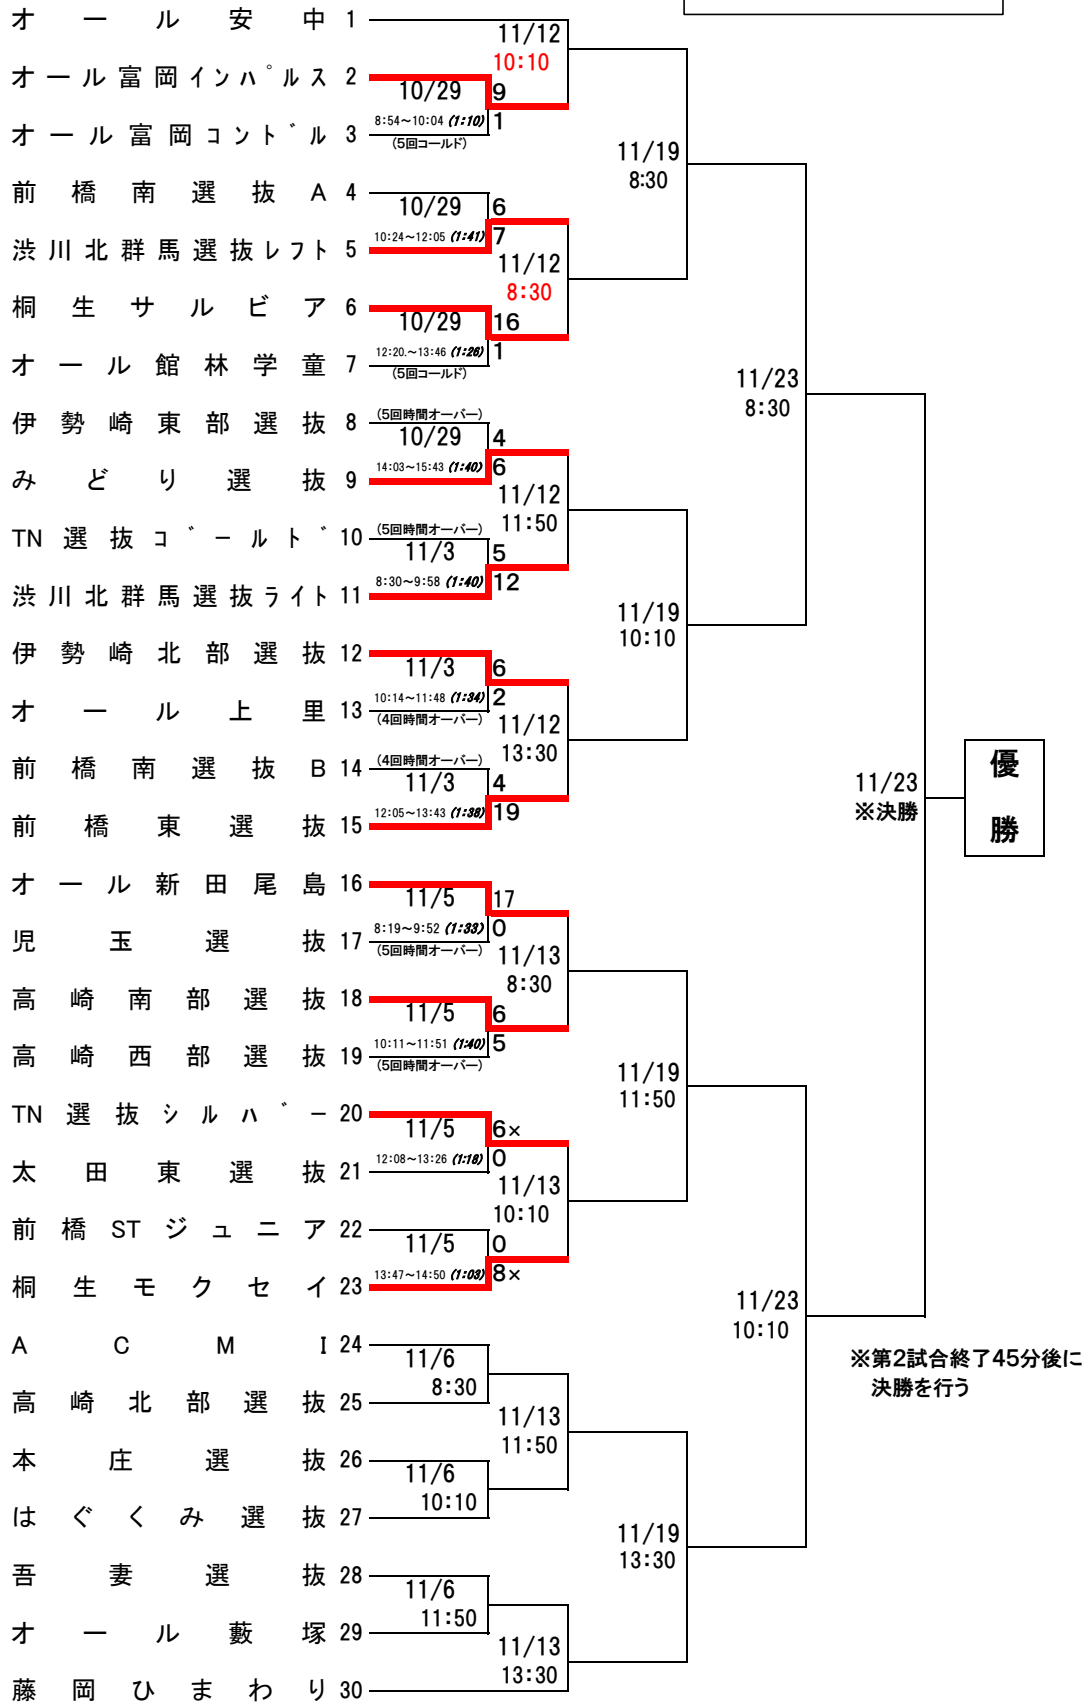 オール安中 1
11/12
10:10
オール富岡インパルス 2
10/29
9
8:54～10:04 (1:10)
1
オール富岡コンドル 3
(5回コールド)
11/19
8:30
前橋南選抜A 4
10/29
6
10:24～12:05 (1:41)
7
渋川北群馬選抜レフト 5
11/12
8:30
桐生サルビア 6
10/29
16
12:20.～13:46 (1:26)
1
オール館林学童 7
(5回コールド)
11/23
8:30
伊勢崎東部選抜 8
(5回時間オーバー)
10/29
4
14:03～15:43 (1:40)
6
みどり選抜 9
11/12
11:50
TN選抜ゴールド 10
(5回時間オーバー)
11/3
5
8:30～9:58 (1:40)
12
渋川北群馬選抜ライト 11
11/19
10:10
伊勢崎北部選抜 12
11/3
6
10:14～11:48 (1:34)
2
オール上里 13
(4回時間オーバー)
11/12
13:30
前橋南選抜B 14
(4回時間オーバー)
11/3
4
12:05～13:43 (1:38)
19
前橋東選抜 15
11/23
※決勝
優
勝
オール新田尾島 16
11/5
17
8:19～9:52 (1:33)
0
児玉選抜 17
(5回時間オーバー)
11/13
8:30
高崎南部選抜 18
11/5
6
10:11～11:51 (1:40)
5
高崎西部選抜 19
(5回時間オーバー)
11/19
11:50
TN選抜シルバー 20
11/5
6×
12:08～13:26 (1:18)
0
太田東選抜 21
11/13
10:10
前橋STジュニア 22
11/5
0
13:47～14:50 (1:03)
8×
桐生モクセイ 23
11/23
10:10
ACMI 24
11/6
8:30
※第2試合終了45分後に
決勝を行う
高崎北部選抜 25
11/13
11:50
本庄選抜 26
11/6
10:10
はぐくみ選抜 27
11/19
13:30
吾妻選抜 28
11/6
11:50
オール藪塚 29
11/13
13:30
藤岡ひまわり 30